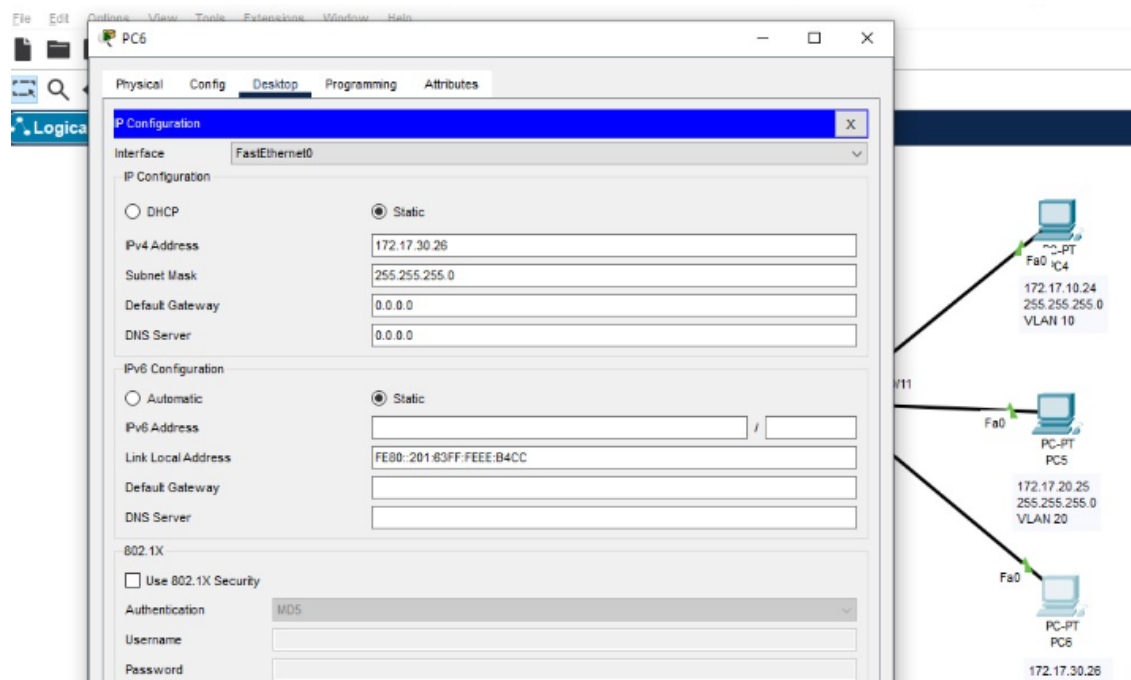 File Edit Options View Tools Extensions Window Help
PC6
Physical Config Desktop Programming Attributes
Logica
IP Configuration X
Interface FastEthernet0
IP Configuration
DHCP Static
IPv4 Address 172.17.30.26
Subnet Mask 255.255.255.0
Default Gateway 0.0.0.0
DNS Server 0.0.0.0
IPv6 Configuration
Automatic Static
IPv6 Address /
Link Local Address FE80::201:63FF:FEEE:B4CC
Default Gateway
DNS Server
802.1X
Use 802.1X Security
Authentication MD5
Username
Password
PC-PT
Fa0 PC4
172.17.10.24
255.255.255.0
VLAN 10
/11
Fa0
PC-PT
PC5
172.17.20.25
255.255.255.0
VLAN 20
Fa0
PC-PT
PC6
172.17.30.26